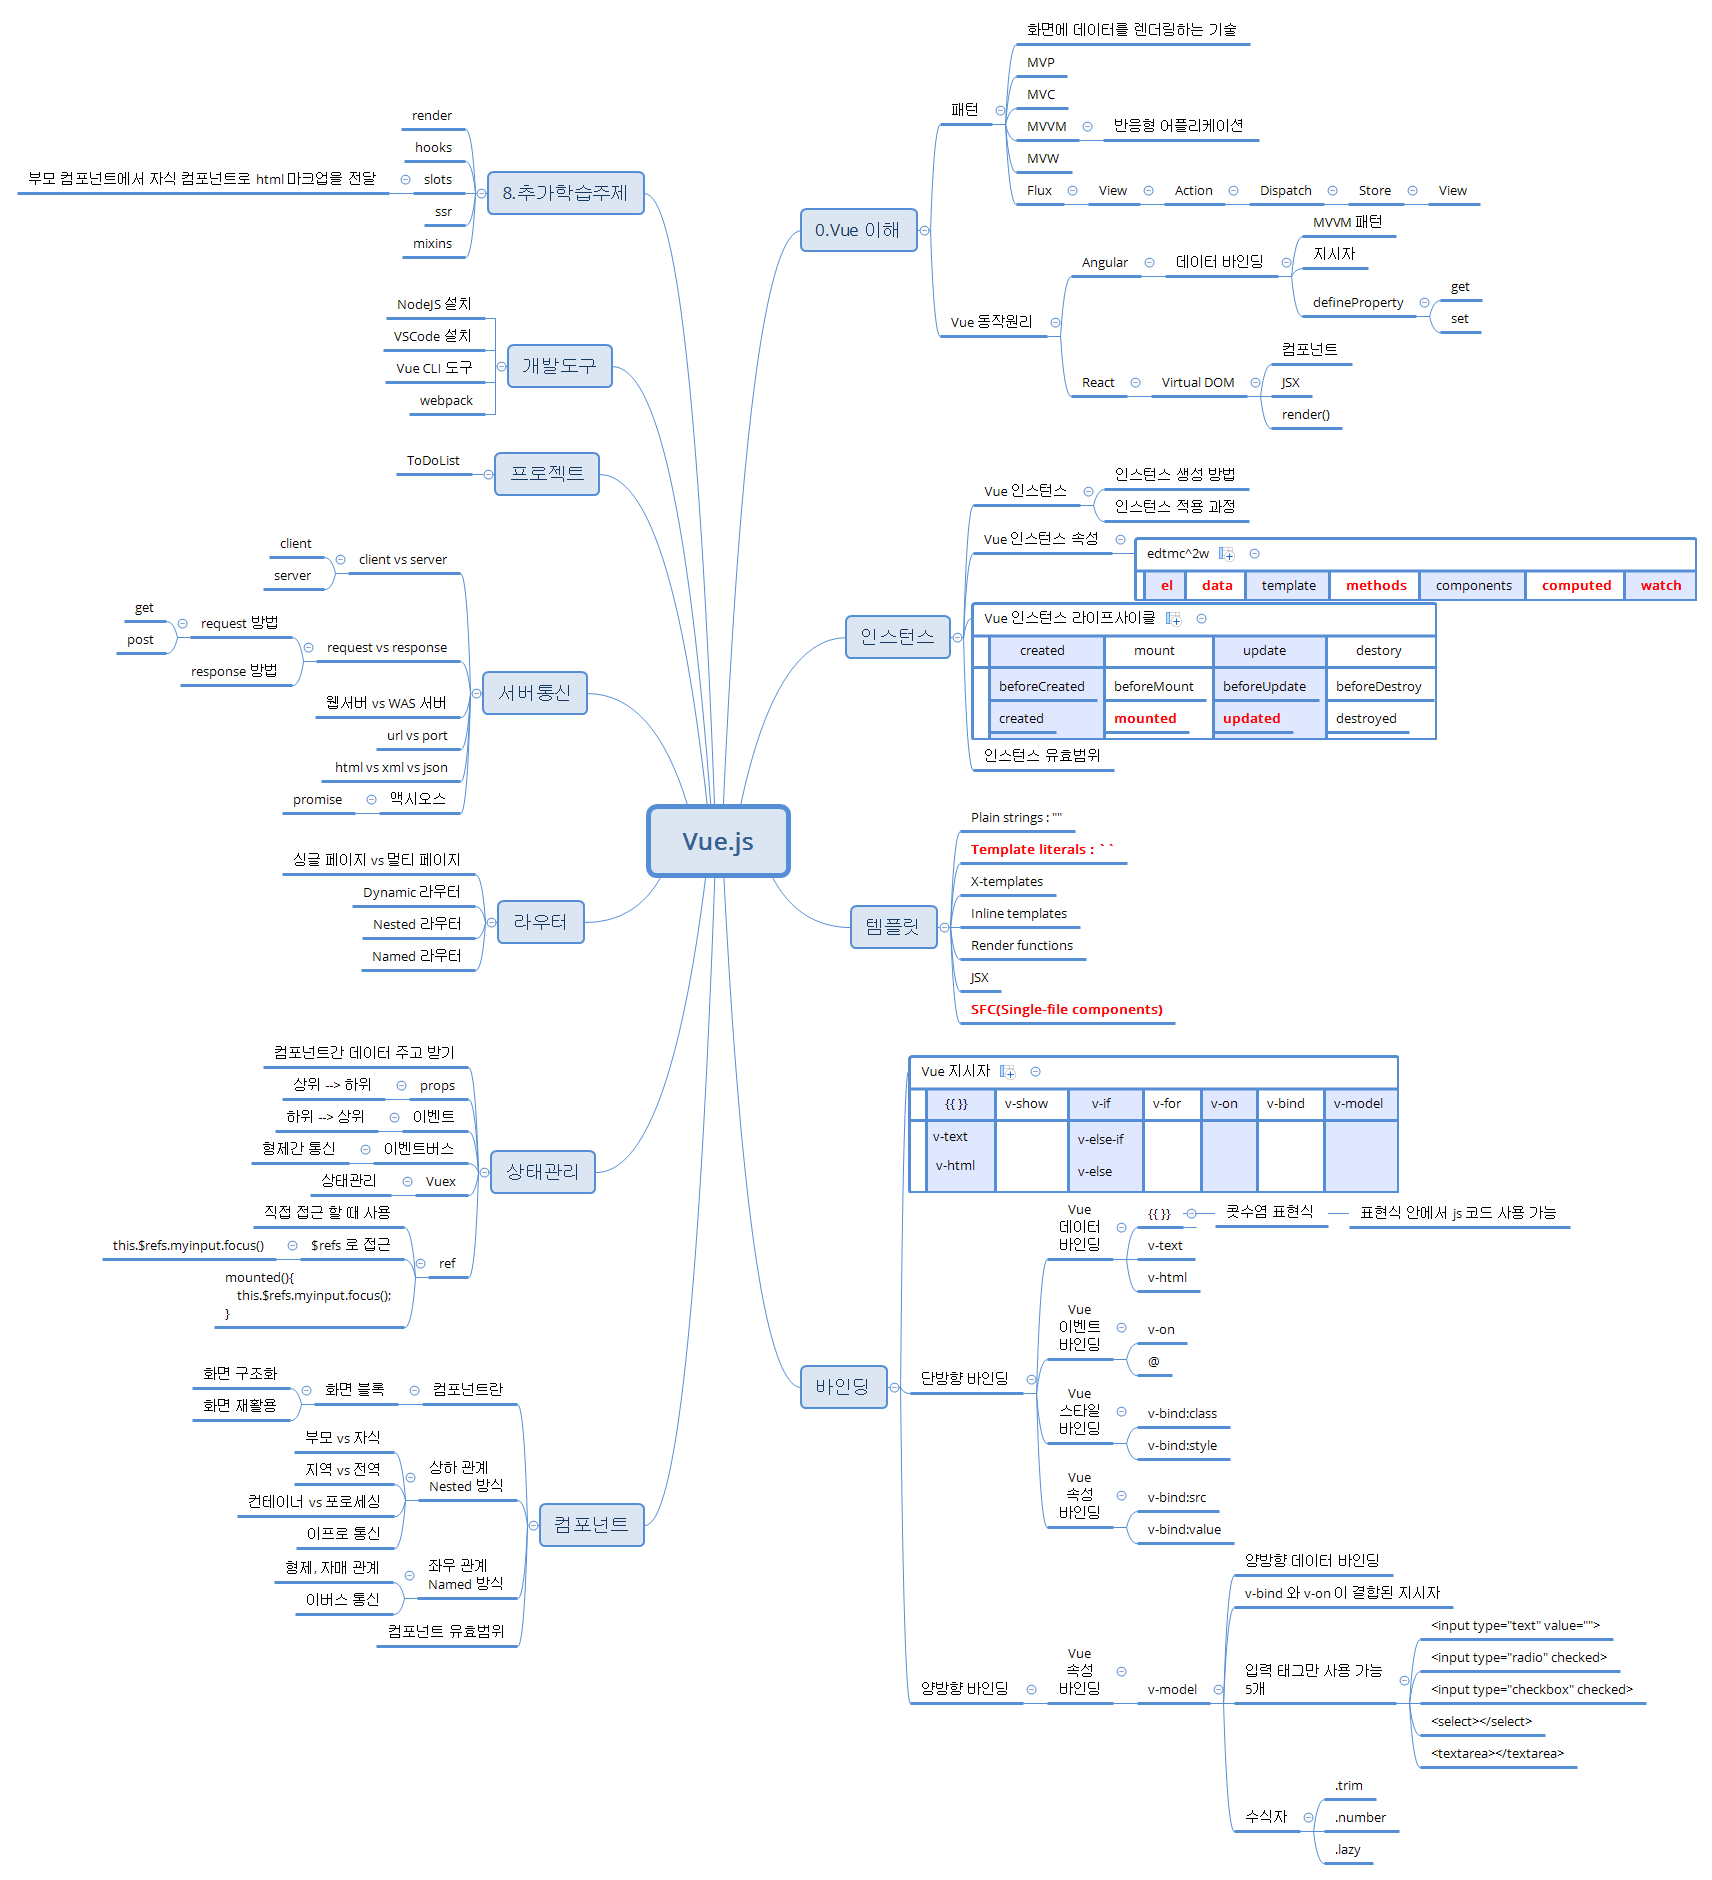 Vue.js
0.Vue 이해
패턴
화면에 데이터를 렌더링하는 기술
MVP
MVC
MVVM
반응형 어플리케이션
MVW
Flux
View
Action
Dispatch
Store
View
Vue 동작원리
Angular
데이터 바인딩
MVVM 패턴
지시자
defineProperty
get
set
React
Virtual DOM
컴포넌트
JSX
render()
인스턴스
Vue 인스턴스
인스턴스 생성 방법
인스턴스 적용 과정
Vue 인스턴스 속성
edtmc^2w
el data template methods components computed watch
Vue 인스턴스 라이프사이클
created mount update destory
beforeCreated beforeMount beforeUpdate beforeDestroy
created mounted updated destroyed
인스턴스 유효범위
템플릿
Plain strings : ""
Template literals : ` `
X-templates
Inline templates
Render functions
JSX
SFC(Single-file components)
바인딩
Vue 지시자
{{ }} v-show v-if v-for v-on v-bind v-model
v-text v-else-if
v-html v-else
단방향 바인딩
Vue
데이터
바인딩
{{ }}
콧수염 표현식
표현식 안에서 js 코드 사용 가능
v-text
v-html
Vue
이벤트
바인딩
v-on
@
Vue
스타일
바인딩
v-bind:class
v-bind:style
Vue
속성
바인딩
v-bind:src
v-bind:value
양방향 바인딩
Vue
속성
바인딩
v-model
양방향 데이터 바인딩
v-bind 와 v-on 이 결합된 지시자
입력 태그만 사용 가능
5개
<input type="text" value="">
<input type="radio" checked>
<input type="checkbox" checked>
<select></select>
<textarea></textarea>
수식자
.trim
.number
.lazy
8.추가학습주제
render
hooks
slots
부모 컴포넌트에서 자식 컴포넌트로 html 마크업을 전달
ssr
mixins
개발도구
NodeJS 설치
VSCode 설치
Vue CLI 도구
webpack
프로젝트
ToDoList
서버통신
client vs server
client
server
request vs response
request 방법
get
post
response 방법
웹서버 vs WAS 서버
url vs port
html vs xml vs json
액시오스
promise
라우터
싱글 페이지 vs 멀티 페이지
Dynamic 라우터
Nested 라우터
Named 라우터
상태관리
컴포넌트간 데이터 주고 받기
props
상위 --> 하위
이벤트
하위 --> 상위
이벤트버스
형제간 통신
Vuex
상태관리
ref
직접 접근 할 때 사용
$refs 로 접근
this.$refs.myinput.focus()
mounted(){
this.$refs.myinput.focus();
}
컴포넌트
컴포넌트란
화면 블록
화면 구조화
화면 재활용
상하 관계
Nested 방식
부모 vs 자식
지역 vs 전역
컨테이너 vs 포로세싱
이프로 통신
좌우 관계
Named 방식
형제, 자매 관계
이버스 통신
컴포넌트 유효범위